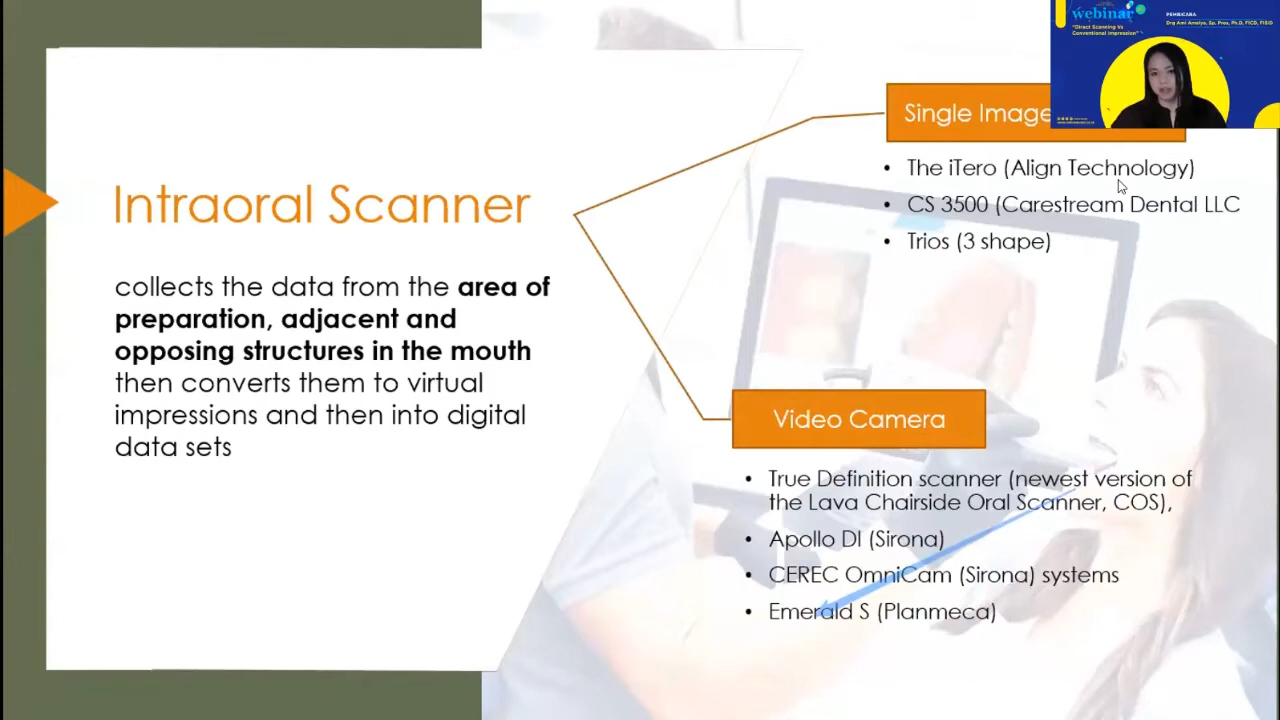 webinar
"Direct Scanning Vs
Conventional Impression"
PEMBICARA
Drg Ami Amelya, Sp. Pros, Ph.D, FICD, FISID
Single Image
• The iTero (Align Technology)
• CS 3500 (Carestream Dental LLC
• Trios (3 shape)
Intraoral Scanner
collects the data from the area of
preparation, adjacent and
opposing structures in the mouth
then converts them to virtual
impressions and then into digital
data sets
Video Camera
• True Definition scanner (newest version of
the Lava Chairside Oral Scanner, COS),
• Apollo DI (Sirona)
• CEREC OmniCam (Sirona) systems
• Emerald S (Planmeca)